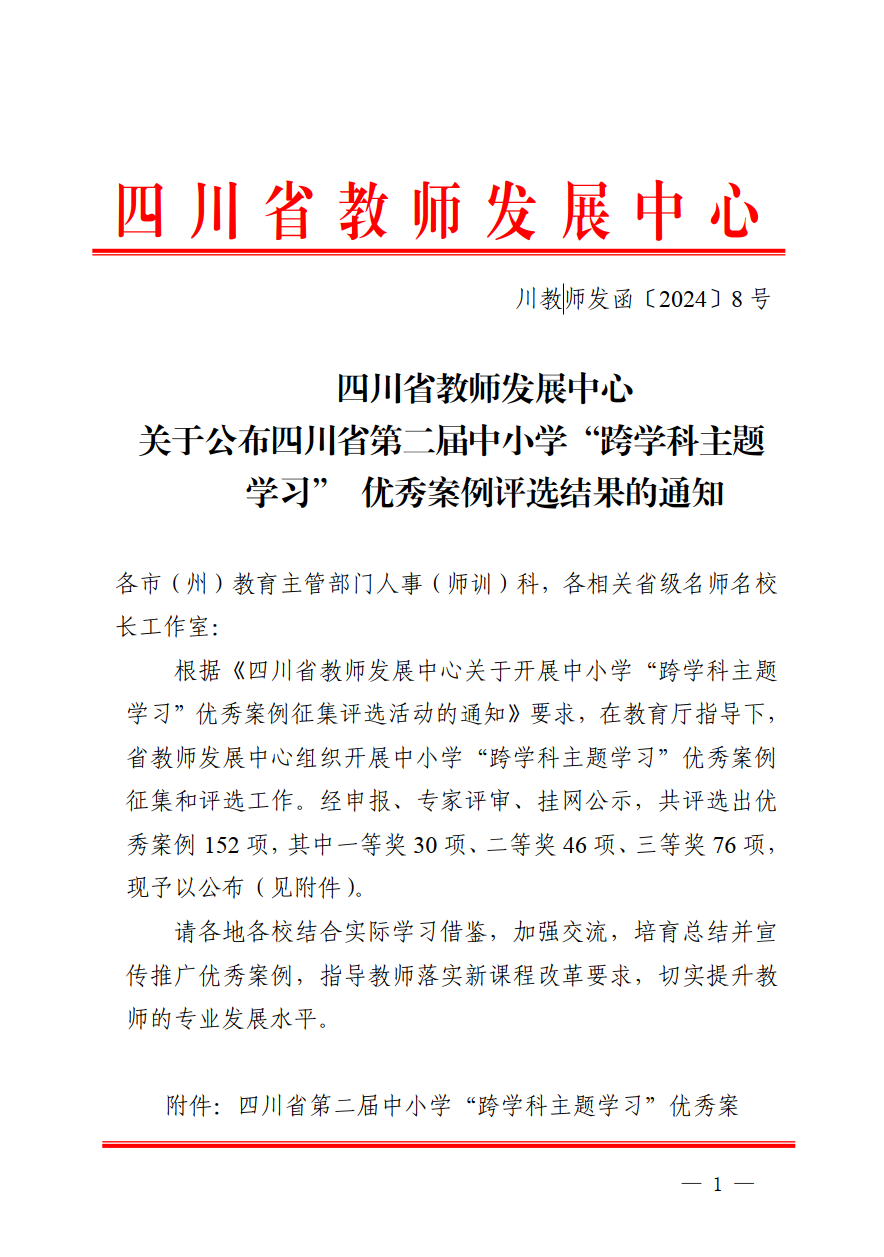 四川省教师发展中心
川教师发函〔2024〕8 号
四川省教师发展中心
关于公布四川省第二届中小学“跨学科主题
学习” 优秀案例评选结果的通知
各市（州）教育主管部门人事（师训）科，各相关省级名师名校
长工作室：
根据《四川省教师发展中心关于开展中小学“跨学科主题
学习”优秀案例征集评选活动的通知》要求，在教育厅指导下，
省教师发展中心组织开展中小学“跨学科主题学习”优秀案例
征集和评选工作。经申报、专家评审、挂网公示，共评选出优
秀案例 152 项，其中一等奖 30 项、二等奖 46 项、三等奖 76 项，
现予以公布（见附件）。
请各地各校结合实际学习借鉴，加强交流，培育总结并宣
传推广优秀案例，指导教师落实新课程改革要求，切实提升教
师的专业发展水平。
附件：四川省第二届中小学“跨学科主题学习”优秀案
— 1 —